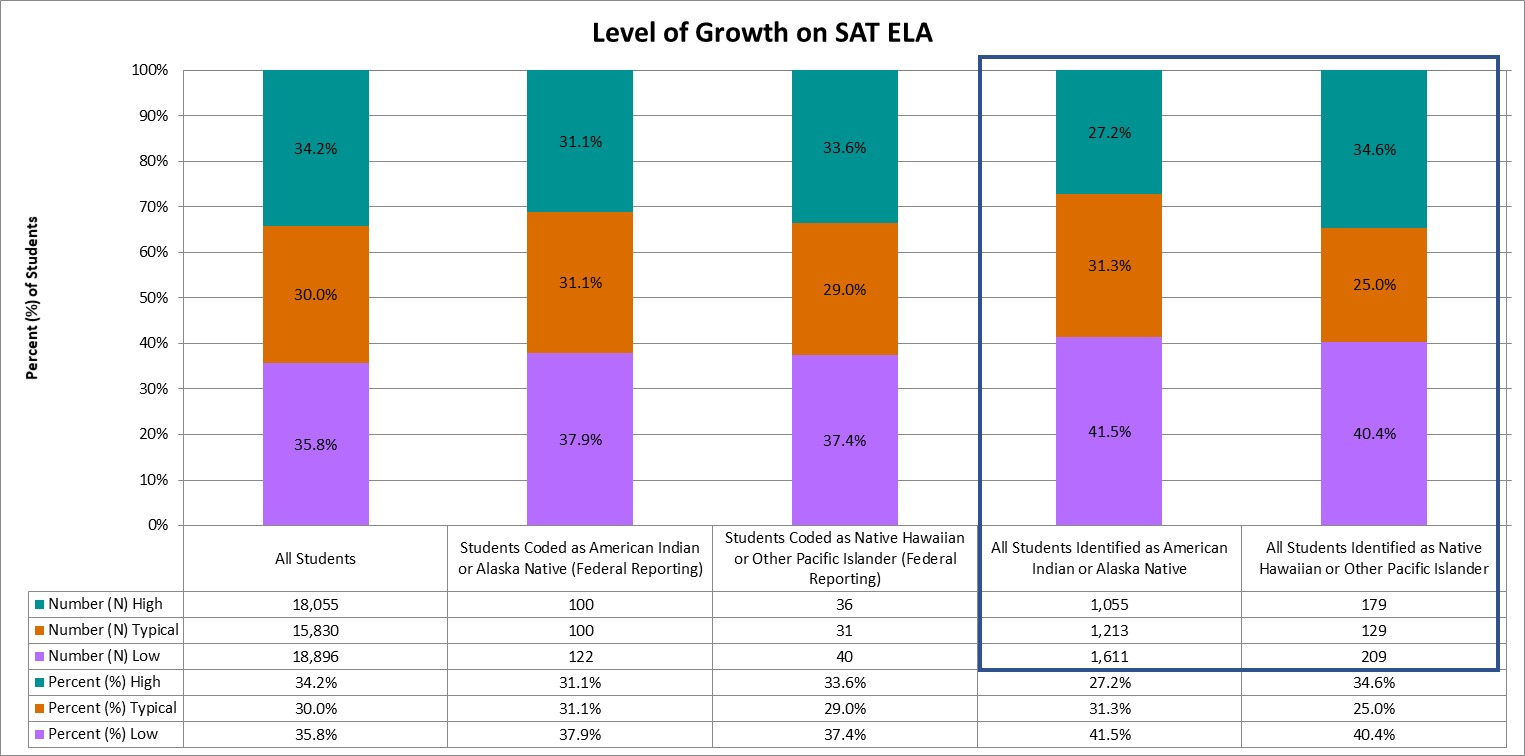 Level of Growth on SAT ELA
Percent (%) of Students
100%
90%
80%
70%
60%
50%
40%
30%
20%
10%
0%
34.2% 31.1% 33.6% 27.2% 34.6%
30.0% 31.1% 29.0% 31.3% 25.0%
35.8% 37.9% 37.4% 41.5% 40.4%
All Students
Students Coded as American Indian
or Alaska Native (Federal Reporting)
Students Coded as Native Hawaiian
or Other Pacific Islander (Federal
Reporting)
All Students Identified as American
Indian or Alaska Native
All Students Identified as Native
Hawaiian or Other Pacific Islander
Number (N) High 18,055 100 36 1,055 179
Number (N) Typical 15,830 100 31 1,213 129
Number (N) Low 18,896 122 40 1,611 209
Percent (%) High 34.2% 31.1% 33.6% 27.2% 34.6%
Percent (%) Typical 30.0% 31.1% 29.0% 31.3% 25.0%
Percent (%) Low 35.8% 37.9% 37.4% 41.5% 40.4%